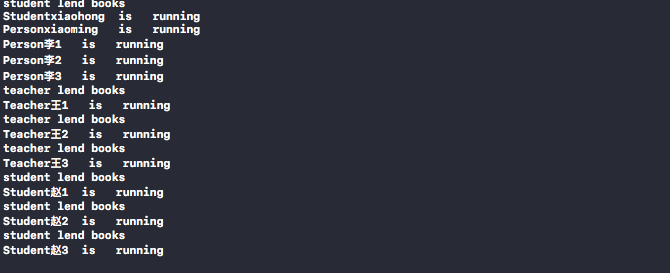 student lend books
Studentxiaohong  is   running
Personxiaoming   is   running
Person李1   is   running
Person李2   is   running
Person李3   is   running
teacher lend books
Teacher王1   is   running
teacher lend books
Teacher王2   is   running
teacher lend books
Teacher王3   is   running
student lend books
Student赵1  is   running
student lend books
Student赵2  is   running
student lend books
Student赵3  is   running